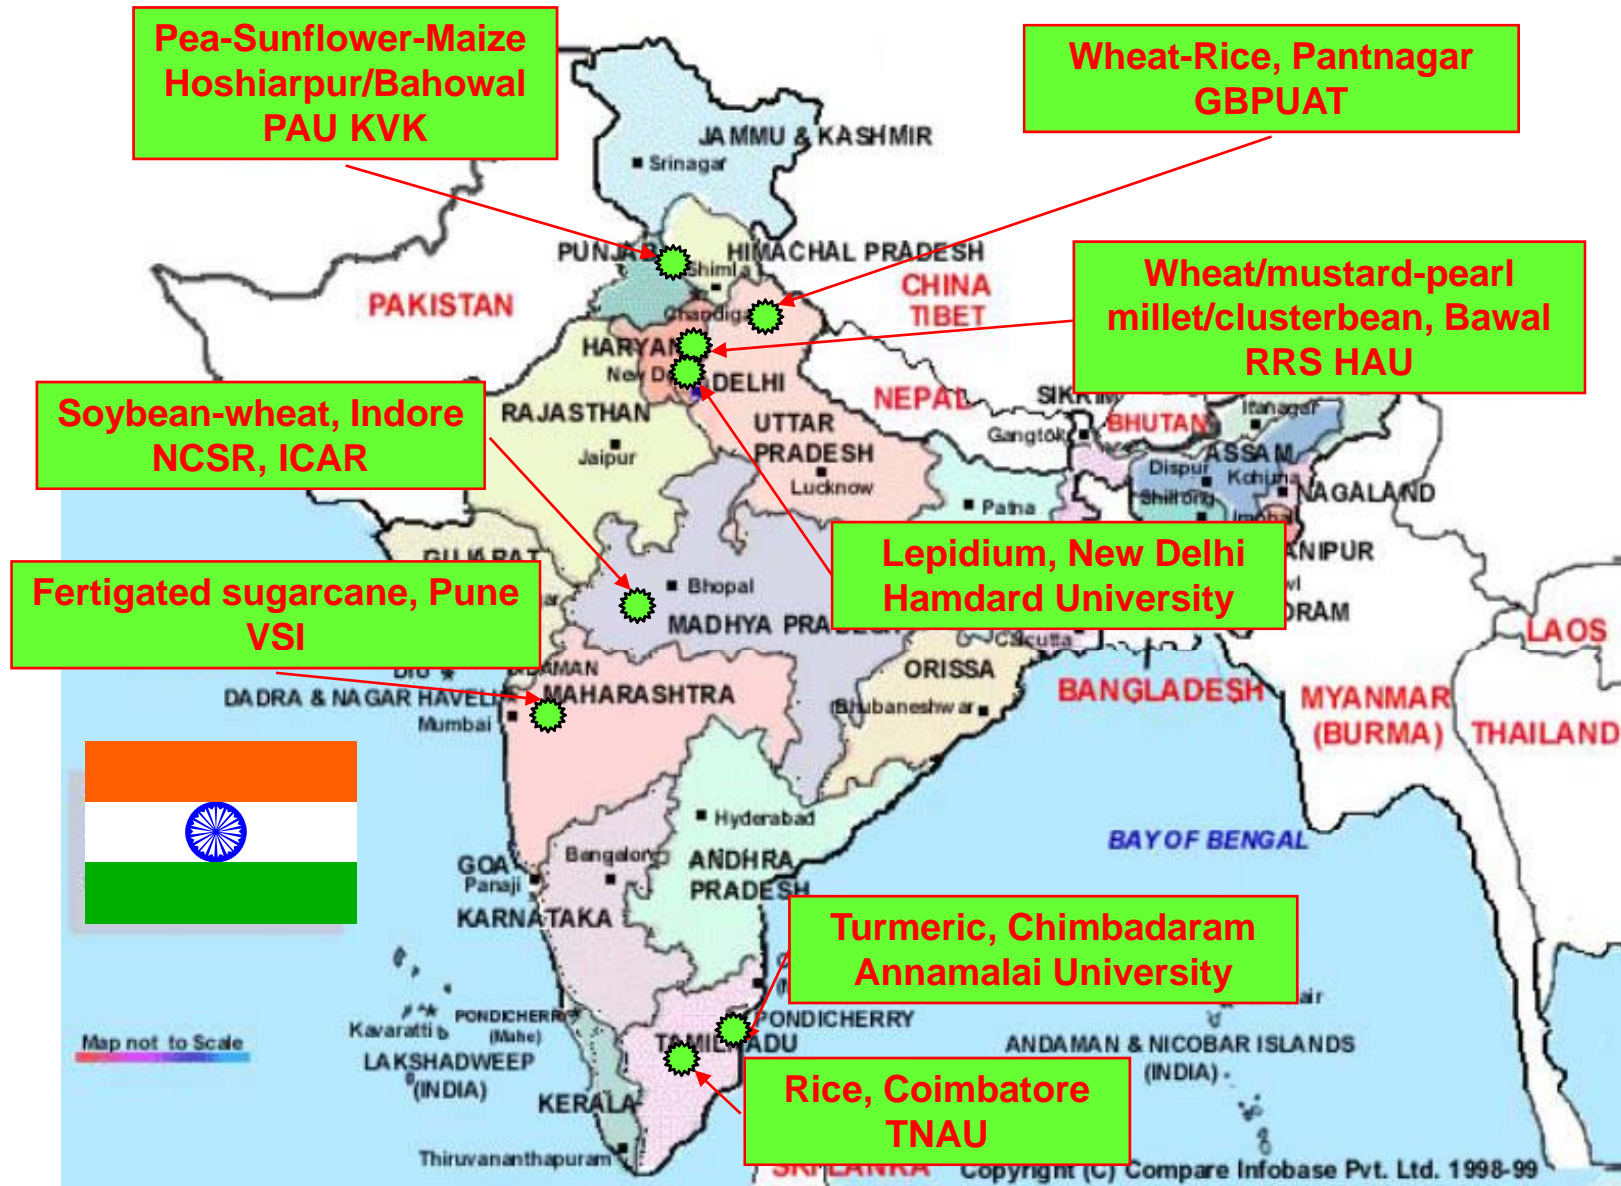 Pea-Sunflower-Maize
Hoshiarpur/Bahowal
PAU KVK
Wheat-Rice, Pantnagar
GBPUAT
JAMMU & KASHMIR
Srinagar
PUNJAB
HIMACHAL PRADESH
Shimla
PAKISTAN
CHINA
TIBET
Wheat/mustard-pearl
millet/clusterbean, Bawal
RRS HAU
DELHI
NEPAL
Soybean-wheat, Indore
NCSR, ICAR
RAJASTHAN
Jaipur
UTTAR
PRADESH
Lucknow
Gangtok
BHUTAN
Itanagar
ASSAM
Dispur
Kohima
Shillong
NAGALAND
Patna
Lepidium, New Delhi
Hamdard University
Fertigated sugarcane, Pune
VSI
Bhopal
MADHYA
Calcutta
LAOS
ORISSA
Bhubaneshwar
BANGLADESH
MYANMAR
(BURMA)
THAILAND
DADRA & NAGAR
MAHARASHTRA
Mumbai
Hyderabad
BAY OF BENGAL
GOA
Panaji
Bangalore
ANDHRA
PRADESH
KARNATAKA
Turmeric, Chimbadaram
Annamalai University
Kavaratti
PONDICHERRY
(Mahe)
PONDICHERRY
Map not to Scale
LAKSHADWEEP
(INDIA)
ANDAMAN & NICOBAR ISLANDS
(INDIA)
KERALA
Rice, Coimbatore
TNAU
Thiruvananthapuram
SRI LANKA
Copyright (C) Compare Infobase Pvt. Ltd. 1998-99